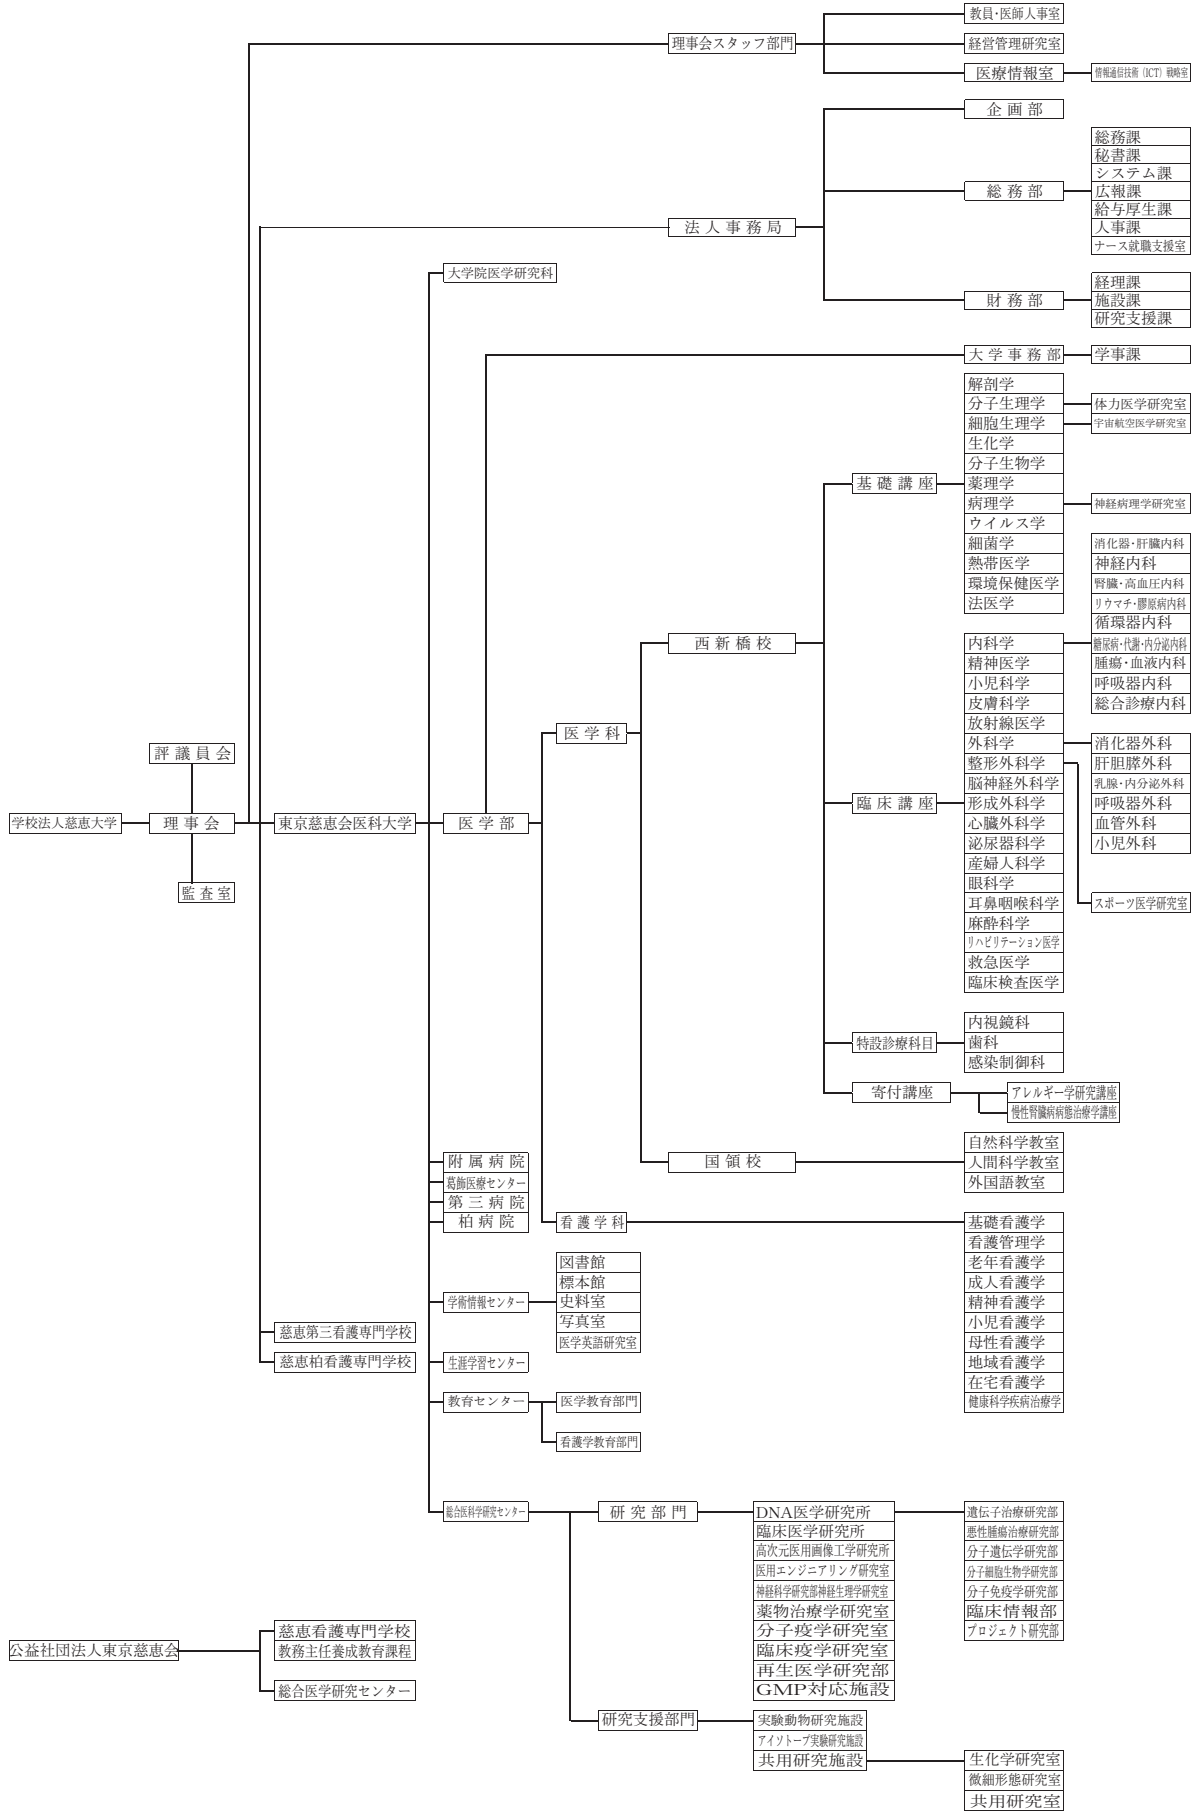 教員・医師人事室
理事会スタッフ部門
経営管理研究室
医療情報室
情報通信技術（ICT）戦略室
企画部
総務課
秘書課
システム課
総務部
広報課
給与厚生課
法人事務局
人事課
ナース就職支援室
大学院医学研究科
経理課
財務部
施設課
研究支援課
大学事務部
学事課
解剖学
分子生理学
体力医学研究室
細胞生理学
宇宙航空医学研究室
生化学
分子生物学
基礎講座
薬理学
病理学
神経病理学研究室
ウイルス学
細菌学
消化器・肝臓内科
熱帯医学
神経内科
環境保健医学
腎臓・高血圧内科
法医学
リウマチ・膠原病内科
循環器内科
西新橋校
内科学
糖尿病・代謝・内分泌内科
精神医学
腫瘍・血液内科
小児科学
呼吸器内科
皮膚科学
総合診療内科
放射線医学
医学科
外科学
消化器外科
評議員会
整形外科学
肝胆膵外科
脳神経外科学
乳腺・内分泌外科
臨床講座
形成外科学
呼吸器外科
学校法人慈恵大学
理事会
東京慈恵会医科大学
医学部
心臓外科学
血管外科
泌尿器科学
小児外科
産婦人科学
監査室
眼科学
耳鼻咽喉科学
スポーツ医学研究室
麻酔科学
リハビリテーション医学
救急医学
臨床検査医学
内視鏡科
特設診療科目
歯科
感染制御科
寄付講座
アレルギー学研究講座
慢性腎臓病病態治療学講座
自然科学教室
附属病院
国領校
人間科学教室
葛飾医療センター
外国語教室
第三病院
柏病院
看護学科
基礎看護学
看護管理学
図書館
老年看護学
標本館
成人看護学
学術情報センター
史料室
精神看護学
写真室
小児看護学
慈恵第三看護専門学校
医学英語研究室
母性看護学
慈恵柏看護専門学校
生涯学習センター
地域看護学
在宅看護学
教育センター
医学教育部門
健康科学疾病治療学
看護学教育部門
総合医科学研究センター
研究部門
DNA医学研究所
遺伝子治療研究部
臨床医学研究所
悪性腫瘍治療研究部
高次元医用画像工学研究所
分子遺伝学研究部
医用エンジニアリング研究室
分子細胞生物学研究部
神経科学研究部神経生理学研究室
分子免疫学研究部
薬物治療学研究室
臨床情報部
慈恵看護専門学校
分子疫学研究室
プロジェクト研究部
公益社団法人東京慈恵会
教務主任養成教育課程
臨床疫学研究室
再生医学研究部
総合医学研究センター
GMP対応施設
研究支援部門
実験動物研究施設
アイソトープ実験研究施設
共用研究施設
生化学研究室
微細形態研究室
共用研究室